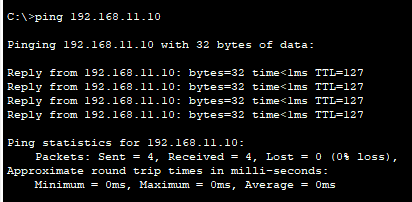 C:\>ping 192.168.11.10
Pinging 192.168.11.10 with 32 bytes of data:
Reply from 192.168.11.10: bytes=32 time<1ms TTL=127
Reply from 192.168.11.10: bytes=32 time<1ms TTL=127
Reply from 192.168.11.10: bytes=32 time<1ms TTL=127
Reply from 192.168.11.10: bytes=32 time<1ms TTL=127
Ping statistics for 192.168.11.10:
    Packets: Sent = 4, Received = 4, Lost = 0 (0% loss),
Approximate round trip times in milli-seconds:
    Minimum = 0ms, Maximum = 0ms, Average = 0ms